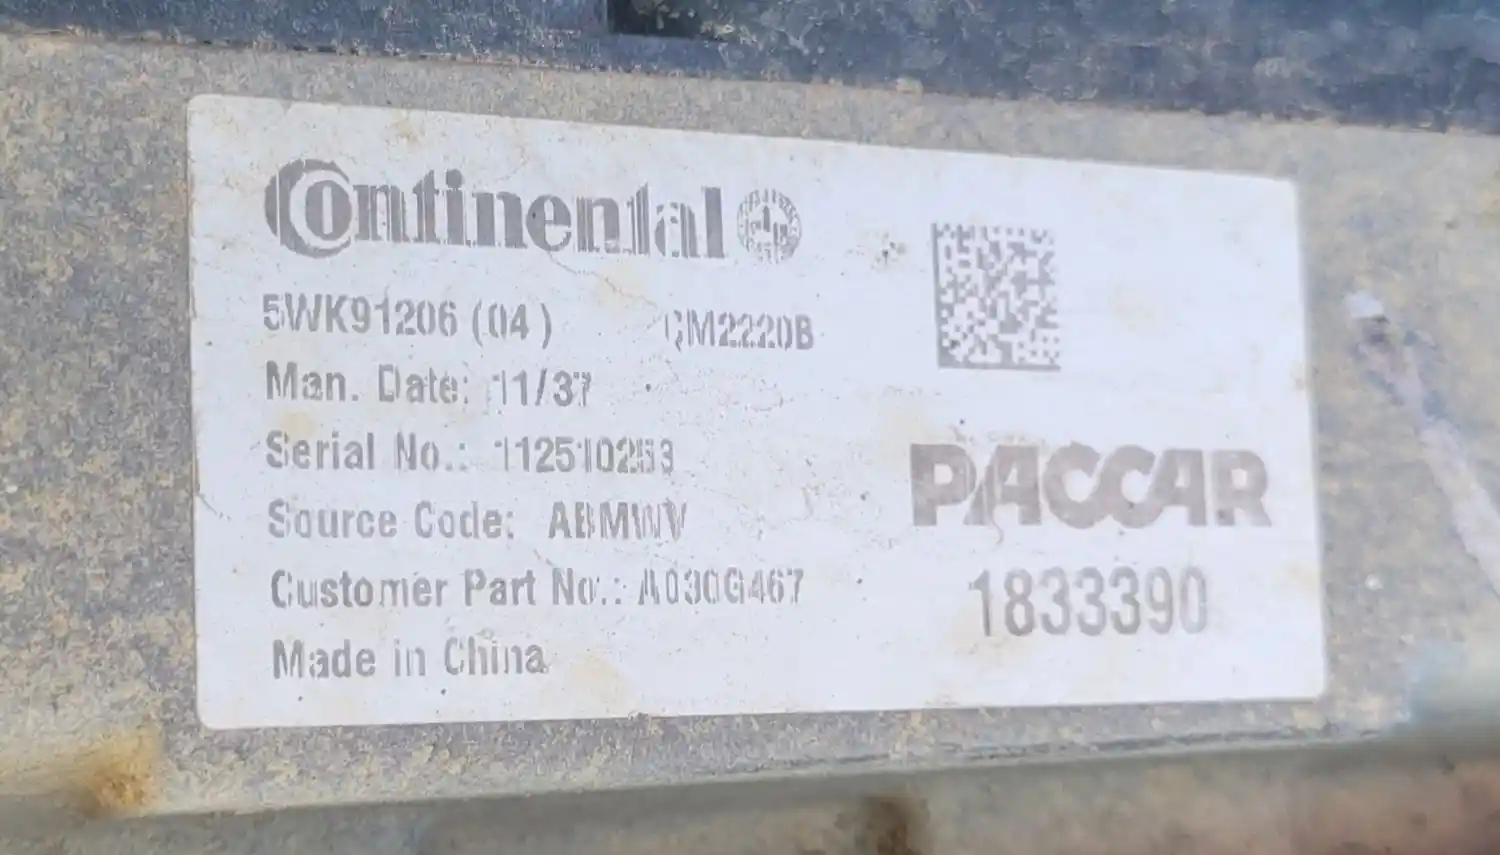 Continental
5WK91206 (04) CM2220B
Man. Date: 11/37
Serial No.: 112510253
Source Code: ABMWV
Customer Part No.: A030G467
Made in China
PACCAR
1833390